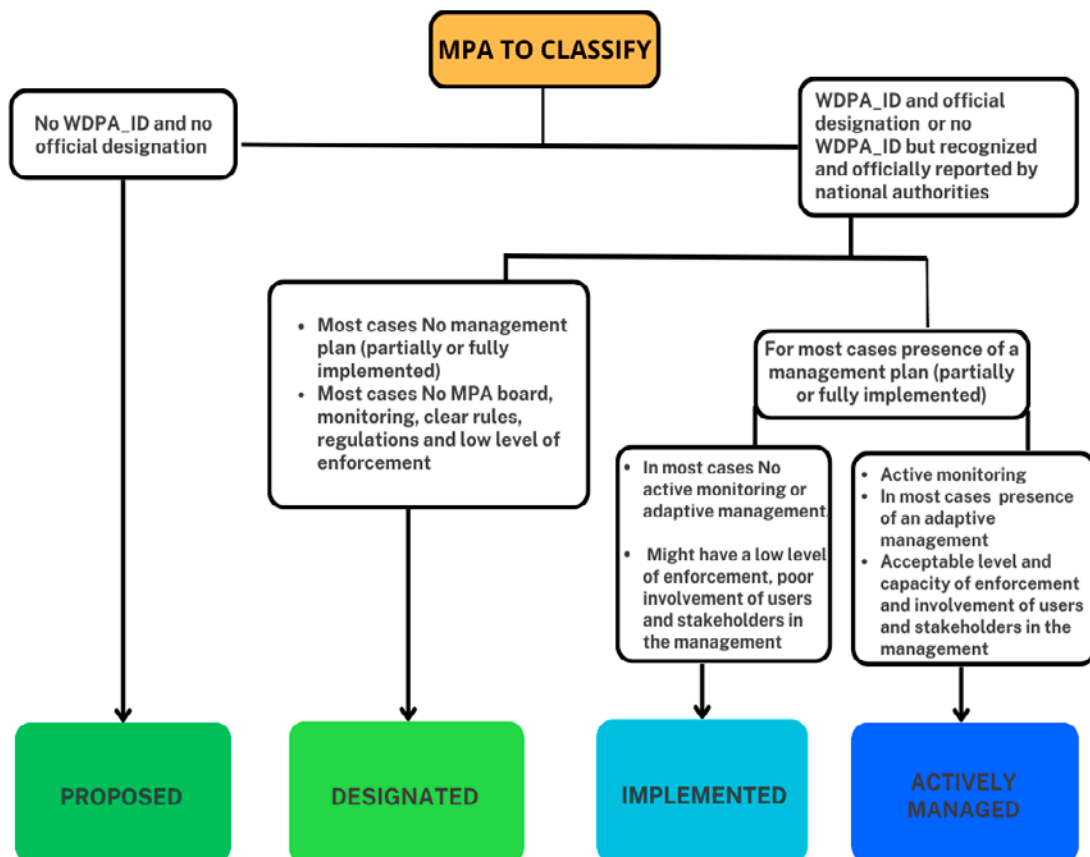 MPA TO CLASSIFY
No WDPA_ID and no
official designation
WDPA_ID and official
designation or no
WDPA_ID but recognized
and officially reported by
national authorities
• Most cases No management
plan (partially or fully
implemented)
• Most cases No MPA board,
monitoring, clear rules,
regulations and low level of
enforcement
For most cases presence of a
management plan (partially
or fully implemented)
• In most cases No
active monitoring or
adaptive management
• Might have a low level
of enforcement, poor
involvement of users
and stakeholders in
the management
• Active monitoring
• In most cases presence
of an adaptive
management
• Acceptable level and
capacity of enforcement
and involvement of users
and stakeholders in the
management
PROPOSED
DESIGNATED
IMPLEMENTED
ACTIVELY
MANAGED